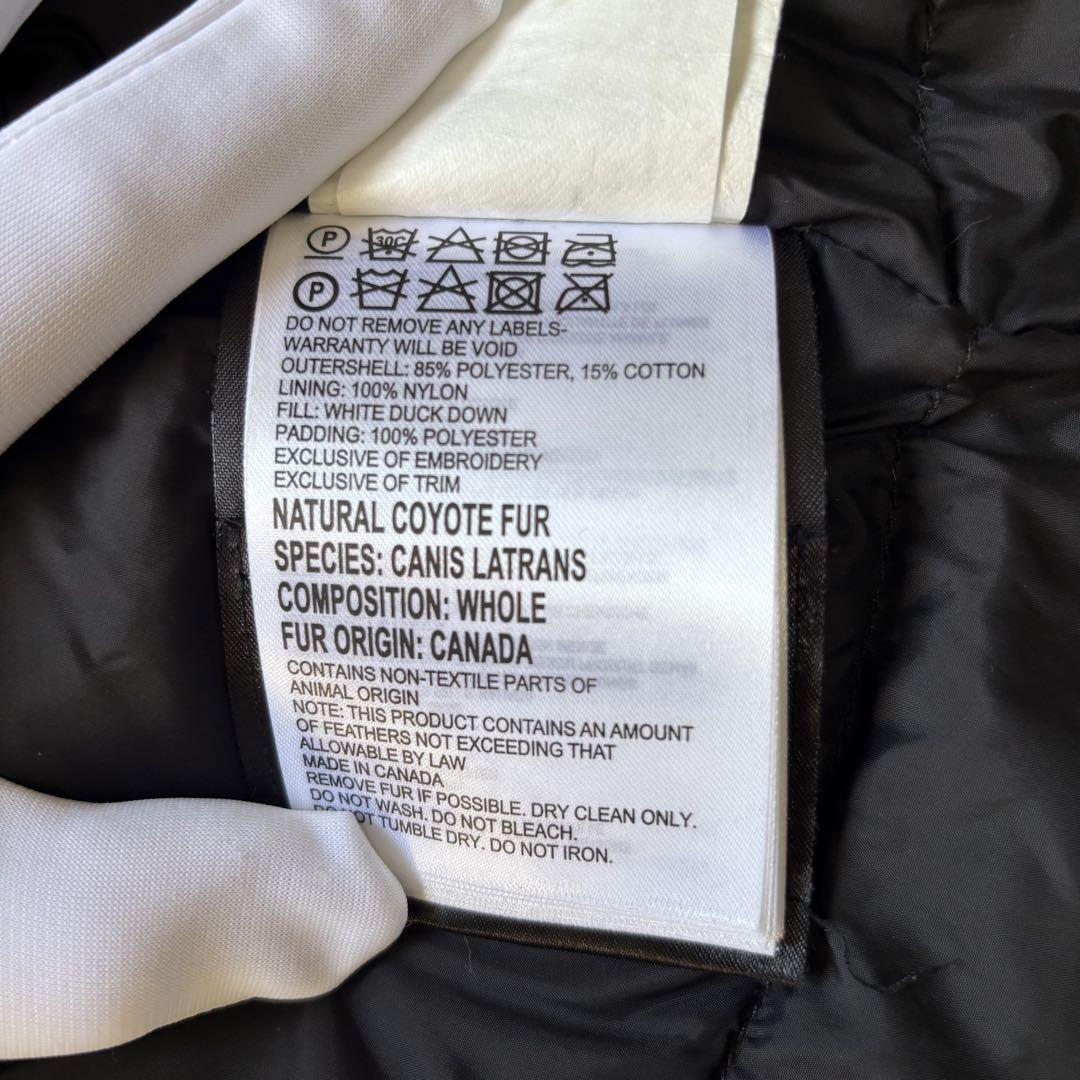 P 30C
P
DO NOT REMOVE ANY LABELS-
WARRANTY WILL BE VOID
OUTERSHELL: 85% POLYESTER, 15% COTTON
LINING: 100% NYLON
FILL: WHITE DUCK DOWN
PADDING: 100% POLYESTER
EXCLUSIVE OF EMBROIDERY
EXCLUSIVE OF TRIM
NATURAL COYOTE FUR
SPECIES: CANIS LATRANS
COMPOSITION: WHOLE
FUR ORIGIN: CANADA
CONTAINS NON-TEXTILE PARTS OF
ANIMAL ORIGIN
NOTE: THIS PRODUCT CONTAINS AN AMOUNT
OF FEATHERS NOT EXCEEDING THAT
ALLOWABLE BY LAW
MADE IN CANADA
REMOVE FUR IF POSSIBLE. DRY CLEAN ONLY.
DO NOT WASH. DO NOT BLEACH.
TUMBLE DRY. DO NOT IRON.